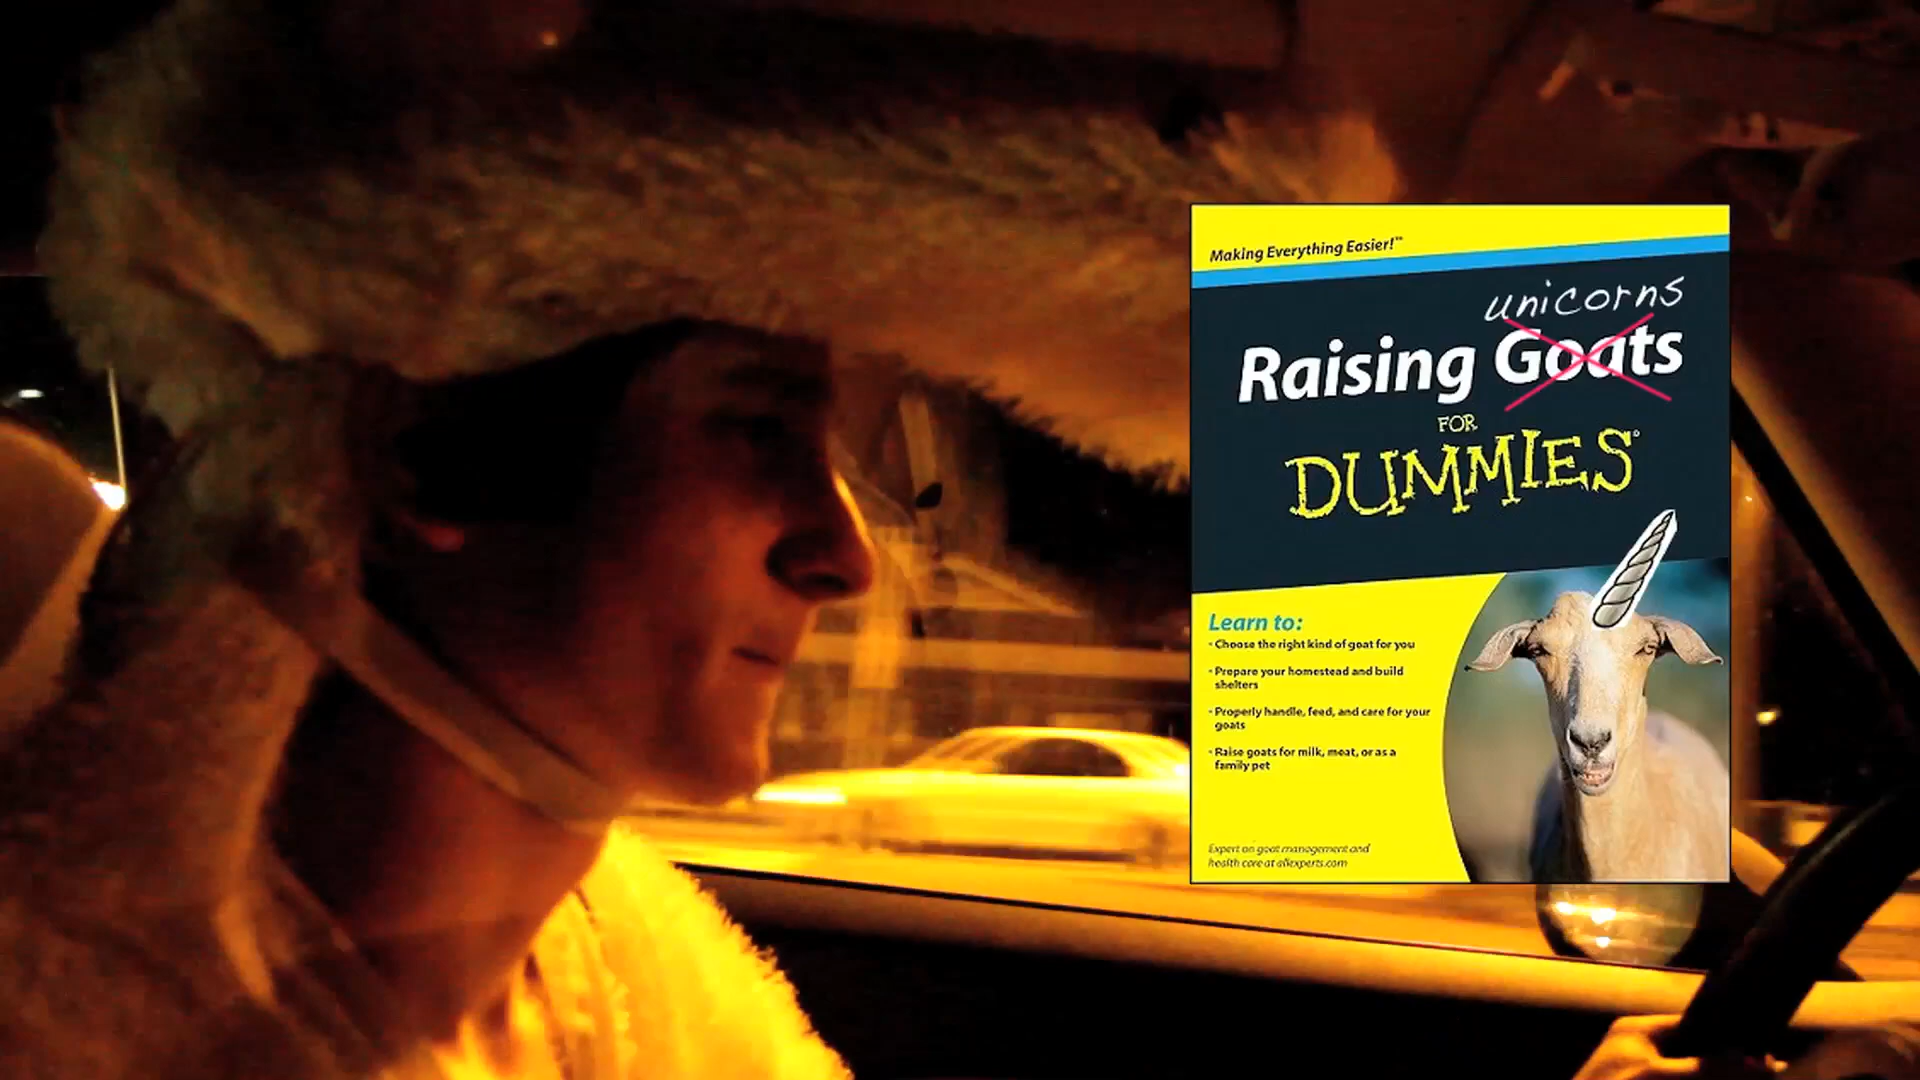 Making Everything Easier!™
unicorns
Raising Goats
FOR
DUMMIES®
Learn to:
• Choose the right kind of goat for you
• Prepare your homestead and build
shelters
• Properly handle, feed, and care for your
goats
• Raise goats for milk, meat, or as a
family pet
Expert on goat management and
health care at allexperts.com